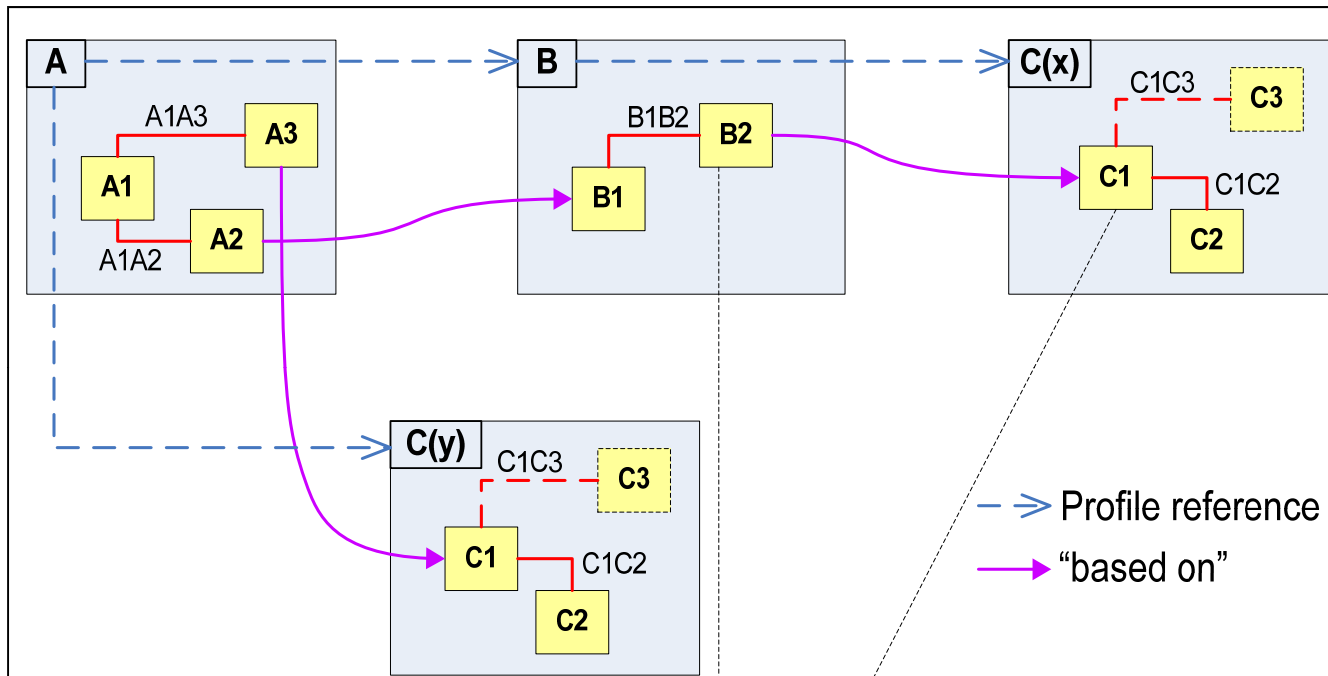 A
B
C(x)
A1A3
A3
A1
A2
A1A2
B1B2
B2
B1
C1C3
C3
C1
C1C2
C2
C(y)
C1C3
C3
C1
C1C2
C2
Profile reference
“based on”